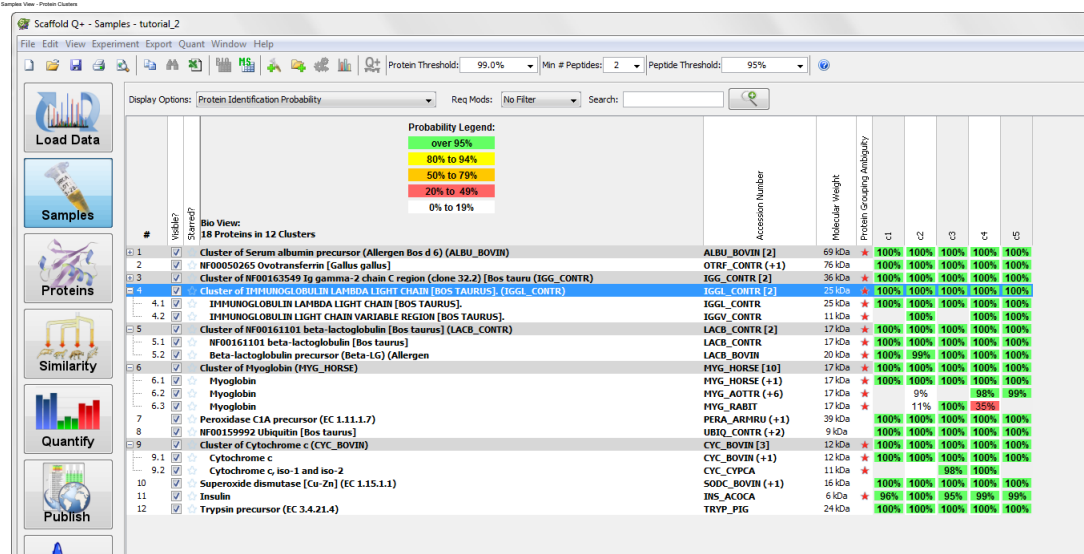 Samples View - Protein Clusters
Scaffold Q+ - Samples - tutorial_2
File Edit View Experiment Export Quant Window Help
Protein Threshold: 99.0% Min # Peptides: 2 Peptide Threshold: 95%
Display Options: Protein Identification Probability Req Mods: No Filter Search:
Load Data
Samples
Proteins
Similarity
Quantify
Publish
Probability Legend:
over 95%
80% to 94%
50% to 79%
20% to 49%
0% to 19%
Bio View:
18 Proteins in 12 Clusters
# Visible? Starred? Accession Number Molecular Weight Protein Grouping Ambiguity c1 c2 c3 c4 ct5
1 Cluster of Serum albumin precursor (Allergen Bos d 6) (ALBU_BOVIN) ALBU_BOVIN [2] 69 kDa 100% 100% 100% 100% 100%
2 NF00050265 Ovotransferrin [Gallus gallus] OTRF_CONTR (+1) 76 kDa 100% 100% 100% 100% 100%
3 Cluster of NF00163549 Ig gamma-2 chain C region (clone 32.2) [Bos tauru (IGG_CONTR) IGG_CONTR [2] 36 kDa 100% 100% 100% 100% 100%
4 Cluster of IMMUNOGLOBULIN LAMBDA LIGHT CHAIN [BOS TAURUS]. (IGGL_CONTR) IGGL_CONTR [2] 25 kDa 100% 100% 100% 100% 100%
4.1 IMMUNOGLOBULIN LAMBDA LIGHT CHAIN [BOS TAURUS]. IGGL_CONTR 25 kDa 100% 100% 100% 100% 100%
4.2 IMMUNOGLOBULIN LIGHT CHAIN VARIABLE REGION [BOS TAURUS]. IGGV_CONTR 11 kDa 100% 100% 100%
5 Cluster of NF00161101 beta-lactoglobulin [Bos taurus] (LACB_CONTR) LACB_CONTR [2] 17 kDa 100% 100% 100% 100% 100%
5.1 NF00161101 beta-lactoglobulin [Bos taurus] LACB_CONTR 17 kDa 100% 100% 100% 100% 100%
5.2 Beta-lactoglobulin precursor (Beta-LG) (Allergen LACB_BOVIN 20 kDa 100% 99% 100% 100% 100%
6 Cluster of Myoglobin (MYG_HORSE) MYG_HORSE [10] 17 kDa 100% 100% 100% 100% 100%
6.1 Myoglobin MYG_HORSE (+1) 17 kDa 100% 100% 100% 100% 100%
6.2 Myoglobin MYG_AOTTR (+6) 17 kDa 9% 98% 99%
6.3 Myoglobin MYG_RABIT 17 kDa 11% 100% 35%
7 Peroxidase C1A precursor (EC 1.11.1.7) PERA_ARMRU (+1) 39 kDa 100% 100% 100% 100% 100%
8 NF00159992 Ubiquitin [Bos taurus] UBIQ_CONTR (+2) 9 kDa 100% 100% 100% 100% 100%
9 Cluster of Cytochrome c (CYC_BOVIN) CYC_BOVIN [3] 12 kDa 100% 100% 100% 100% 100%
9.1 Cytochrome c CYC_BOVIN (+1) 12 kDa 100% 100% 100% 100% 100%
9.2 Cytochrome c, iso-1 and iso-2 CYC_CYPCA 11 kDa 98% 100%
10 Superoxide dismutase [Cu-Zn] (EC 1.15.1.1) SODC_BOVIN (+1) 16 kDa 100% 100% 100% 100% 100%
11 Insulin INS_ACOCA 6 kDa 96% 100% 95% 99% 99%
12 Trypsin precursor (EC 3.4.21.4) TRYP_PIG 24 kDa 100% 100% 100% 100% 100%